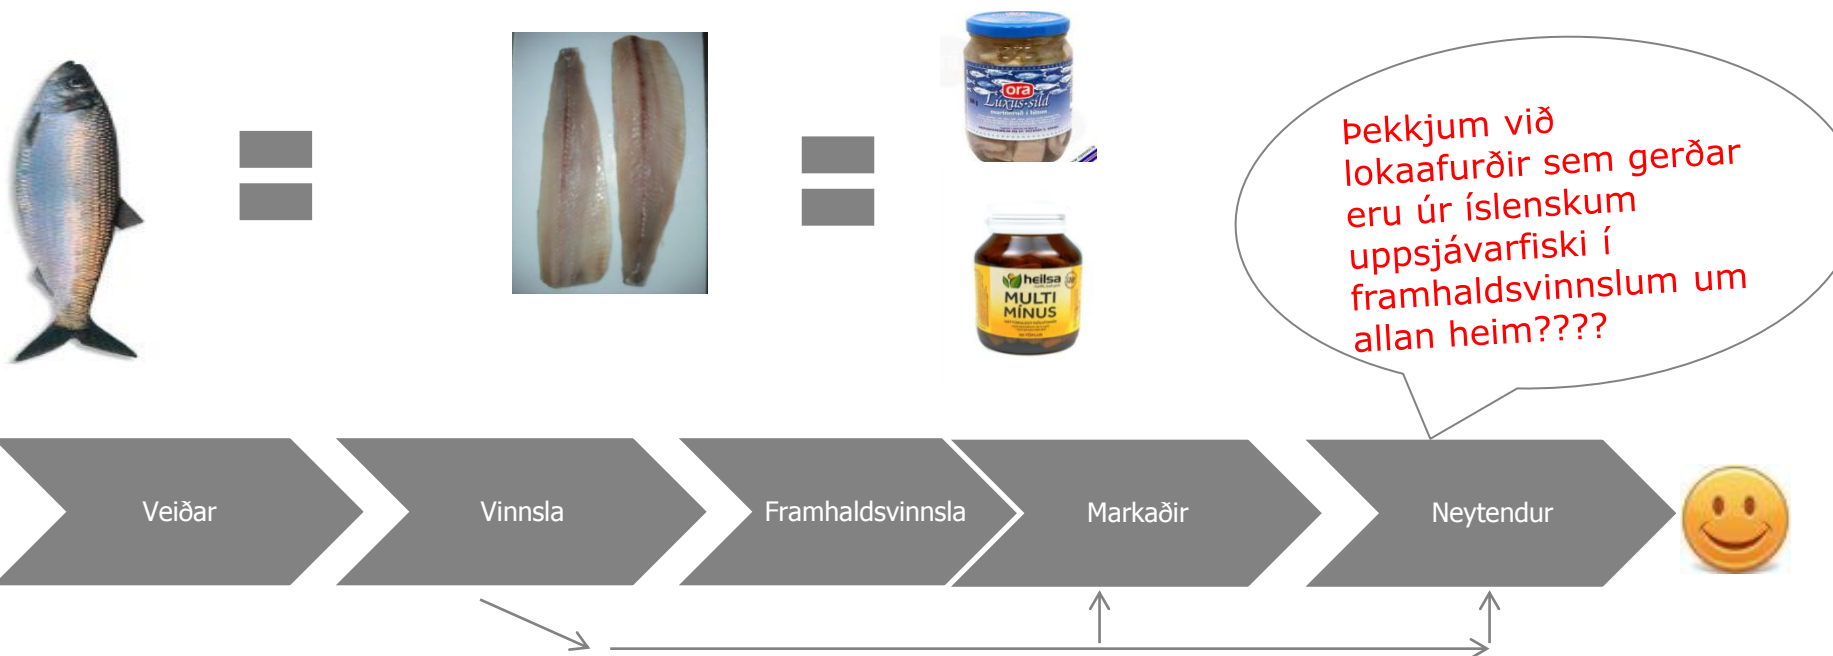 ora
Lúxus-síld
heilsa
MULTI
MÍNUS
Þekkjum við
lokaafurðir sem gerðar
eru úr íslenskum
uppsjávarfiski í
framhaldsvinnslum um
allan heim????
Veiðar
Vinnsla
Framhaldsvinnsla
Markaðir
Neytendur